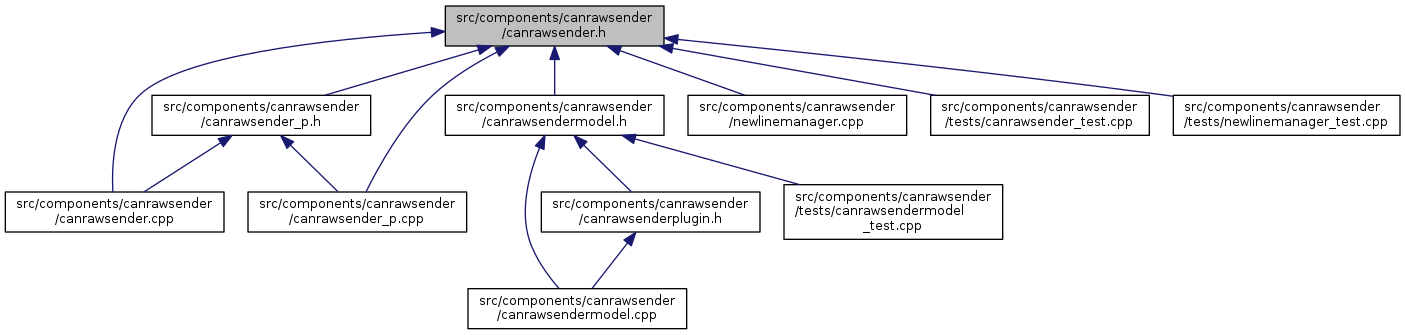 src/components/canrawsender
/canrawsender.h
src/components/canrawsender
/canrawsender_p.h
src/components/canrawsender
/canrawsendermodel.h
src/components/canrawsender
/newlinemanager.cpp
src/components/canrawsender
/tests/canrawsender_test.cpp
src/components/canrawsender
/tests/newlinemanager_test.cpp
src/components/canrawsender
/canrawsender.cpp
src/components/canrawsender
/canrawsender_p.cpp
src/components/canrawsender
/canrawsenderplugin.h
src/components/canrawsender
/tests/canrawsendermodel
_test.cpp
src/components/canrawsender
/canrawsendermodel.cpp